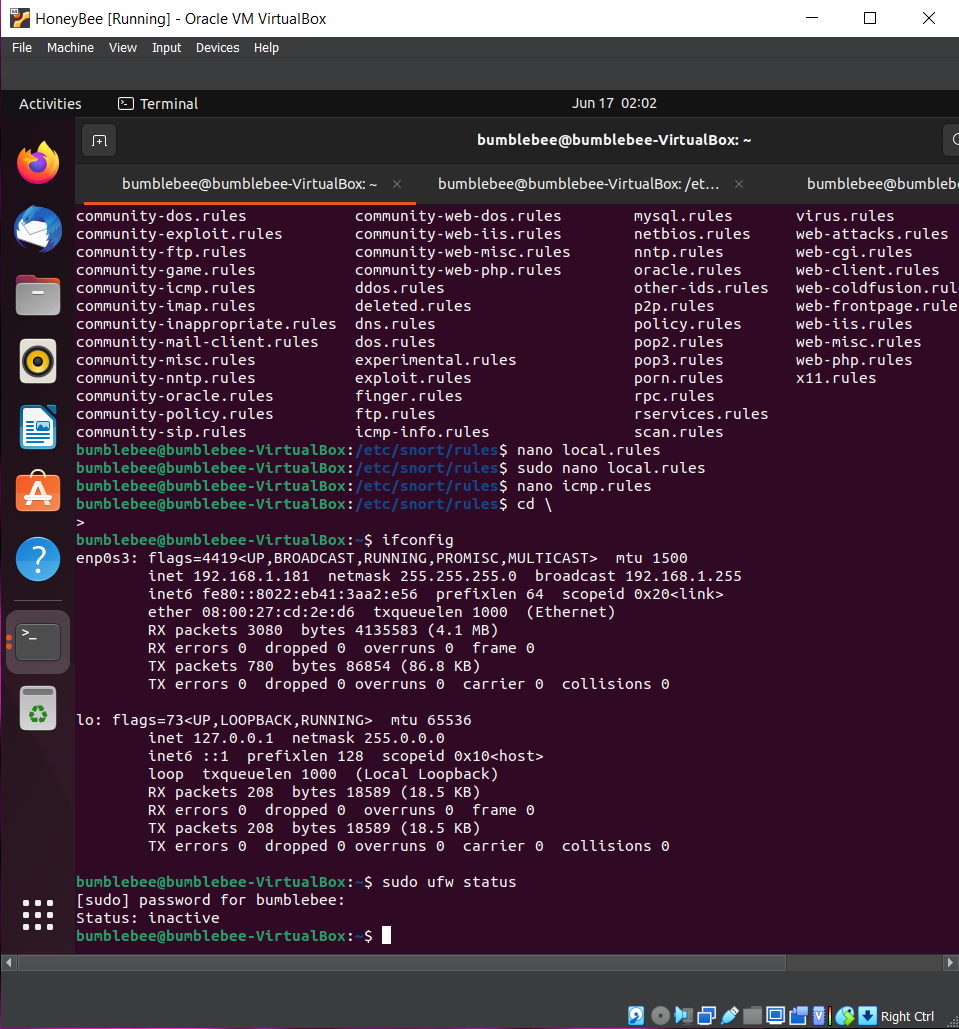 HoneyBee [Running] - Oracle VM VirtualBox
File Machine View Input Devices Help
Activities Terminal Jun 17 02:02
bumblebee@bumblebee-VirtualBox: ~
bumblebee@bumblebee-VirtualBox: ~ × bumblebee@bumblebee-VirtualBox: /et... × bumblebee@bumblebe
community-dos.rules community-web-dos.rules mysql.rules virus.rules
community-exploit.rules community-web-iis.rules netbios.rules web-attacks.rules
community-ftp.rules community-web-misc.rules nntp.rules web-cgi.rules
community-game.rules community-web-php.rules oracle.rules web-client.rules
community-icmp.rules ddos.rules other-ids.rules web-coldfusion.rul
community-imap.rules deleted.rules p2p.rules web-frontpage.rule
community-inappropriate.rules dns.rules policy.rules web-iis.rules
community-mail-client.rules dos.rules pop2.rules web-misc.rules
community-misc.rules experimental.rules pop3.rules web-php.rules
community-nntp.rules exploit.rules porn.rules x11.rules
community-oracle.rules finger.rules rpc.rules
community-policy.rules ftp.rules rservices.rules
community-sip.rules icmp-info.rules scan.rules
bumblebee@bumblebee-VirtualBox:/etc/snort/rules$ nano local.rules
bumblebee@bumblebee-VirtualBox:/etc/snort/rules$ sudo nano local.rules
bumblebee@bumblebee-VirtualBox:/etc/snort/rules$ nano icmp.rules
bumblebee@bumblebee-VirtualBox:/etc/snort/rules$ cd \
>
bumblebee@bumblebee-VirtualBox:~$ ifconfig
enp0s3: flags=4419<UP,BROADCAST,RUNNING,PROMISC,MULTICAST> mtu 1500
inet 192.168.1.181 netmask 255.255.255.0 broadcast 192.168.1.255
inet6 fe80::8022:eb41:3aa2:e56 prefixlen 64 scopeid 0x20<link>
ether 08:00:27:cd:2e:d6 txqueuelen 1000 (Ethernet)
RX packets 3080 bytes 4135583 (4.1 MB)
RX errors 0 dropped 0 overruns 0 frame 0
TX packets 780 bytes 86854 (86.8 KB)
TX errors 0 dropped 0 overruns 0 carrier 0 collisions 0
lo: flags=73<UP,LOOPBACK,RUNNING> mtu 65536
inet 127.0.0.1 netmask 255.0.0.0
inet6 ::1 prefixlen 128 scopeid 0x10<host>
loop txqueuelen 1000 (Local Loopback)
RX packets 208 bytes 18589 (18.5 KB)
RX errors 0 dropped 0 overruns 0 frame 0
TX packets 208 bytes 18589 (18.5 KB)
TX errors 0 dropped 0 overruns 0 carrier 0 collisions 0
bumblebee@bumblebee-VirtualBox:~$ sudo ufw status
[sudo] password for bumblebee:
Status: inactive
bumblebee@bumblebee-VirtualBox:~$
Right Ctrl